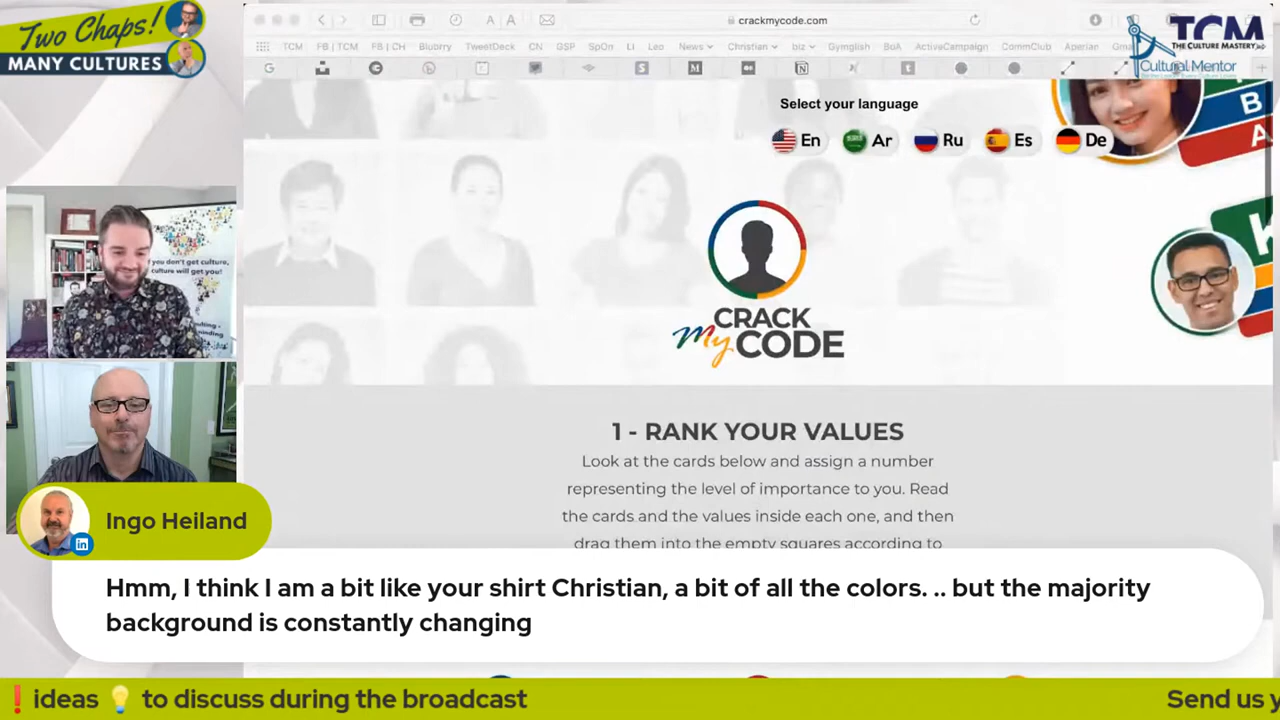 Two Chaps!
MANY CULTURES
crackmycode.com
TCM FB | TCM FB | CH Blubrry TweetDeck CN GSP SpOn LI Leo News Christian biz Gymglish BoA ActiveCampaign CommClub Aperian
TCM
THE CULTURE MASTERY
Cultural Mentor
Select your language
En Ar Ru Es De
B
A
K
you don't get culture,
culture will get you!
CRACK
My CODE
1 - RANK YOUR VALUES
Look at the cards below and assign a number
representing the level of importance to you. Read
the cards and the values inside each one, and then
drag them into the empty squares according to
Ingo Heiland
in
Hmm, I think I am a bit like your shirt Christian, a bit of all the colors. .. but the majority
background is constantly changing
❗ ideas 💡 to discuss during the broadcast
Send us y